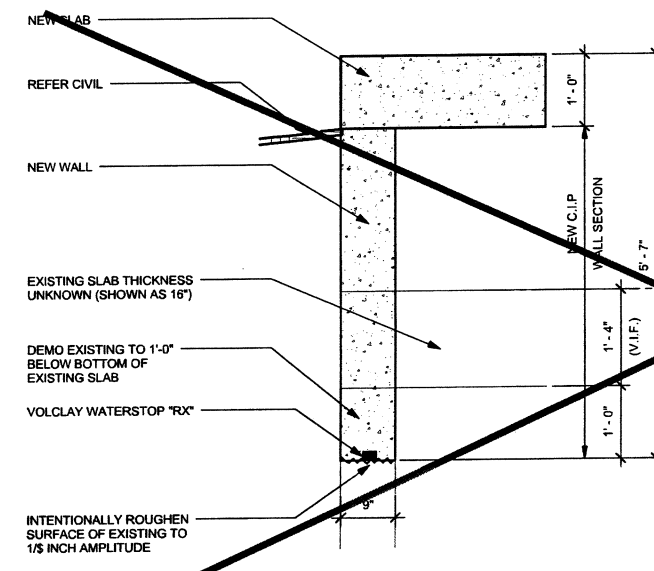 NEW SLAB
REFER CIVIL
NEW WALL
EXISTING SLAB THICKNESS
UNKNOWN (SHOWN AS 16")
DEMO EXISTING TO 1'-0"
BELOW BOTTOM OF
EXISTING SLAB
VOLCLAY WATERSTOP "RX"
INTENTIONALLY ROUGHEN
SURFACE OF EXISTING TO
1/$ INCH AMPLITUDE
9"
1' - 0"
NEW C.I.P
WALL SECTION
5' - 7"
1' - 4"
(V.I.F.)
1' - 0"